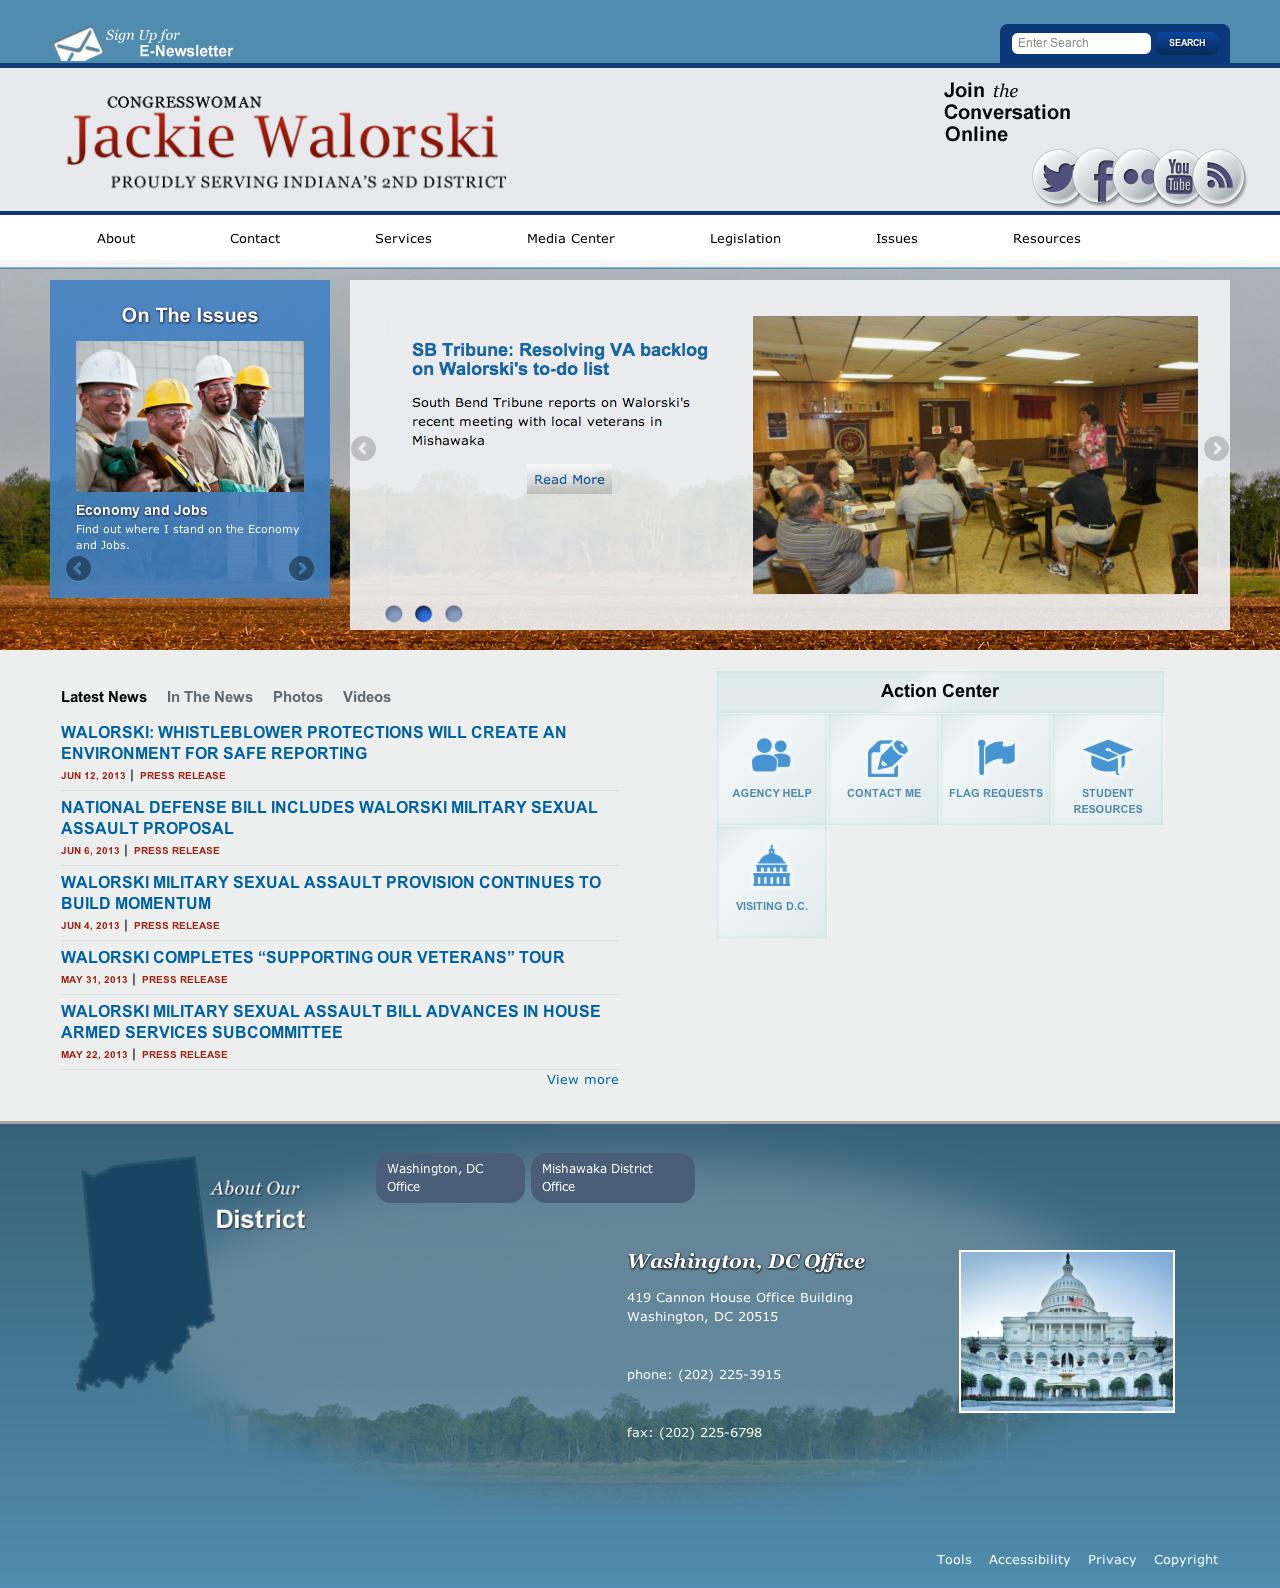 Sign Up for
E-Newsletter
Enter Search
SEARCH
CONGRESSWOMAN
Jackie Walorski
PROUDLY SERVING INDIANA'S 2ND DISTRICT
Join the
Conversation
Online
You
Tube
About Contact Services Media Center Legislation Issues Resources
On The Issues
Economy and Jobs
Find out where I stand on the Economy
and Jobs.
SB Tribune: Resolving VA backlog
on Walorski's to-do list
South Bend Tribune reports on Walorski's
recent meeting with local veterans in
Mishawaka
Read More
Latest News In The News Photos Videos
WALORSKI: WHISTLEBLOWER PROTECTIONS WILL CREATE AN
ENVIRONMENT FOR SAFE REPORTING
JUN 12, 2013 | PRESS RELEASE
NATIONAL DEFENSE BILL INCLUDES WALORSKI MILITARY SEXUAL
ASSAULT PROPOSAL
JUN 6, 2013 | PRESS RELEASE
WALORSKI MILITARY SEXUAL ASSAULT PROVISION CONTINUES TO
BUILD MOMENTUM
JUN 4, 2013 | PRESS RELEASE
WALORSKI COMPLETES “SUPPORTING OUR VETERANS” TOUR
MAY 31, 2013 | PRESS RELEASE
WALORSKI MILITARY SEXUAL ASSAULT BILL ADVANCES IN HOUSE
ARMED SERVICES SUBCOMMITTEE
MAY 22, 2013 | PRESS RELEASE
View more
Action Center
AGENCY HELP
CONTACT ME
FLAG REQUESTS
STUDENT
RESOURCES
VISITING D.C.
About Our
District
Washington, DC
Office
Mishawaka District
Office
Washington, DC Office
419 Cannon House Office Building
Washington, DC 20515
phone: (202) 225-3915
fax: (202) 225-6798
Tools Accessibility Privacy Copyright